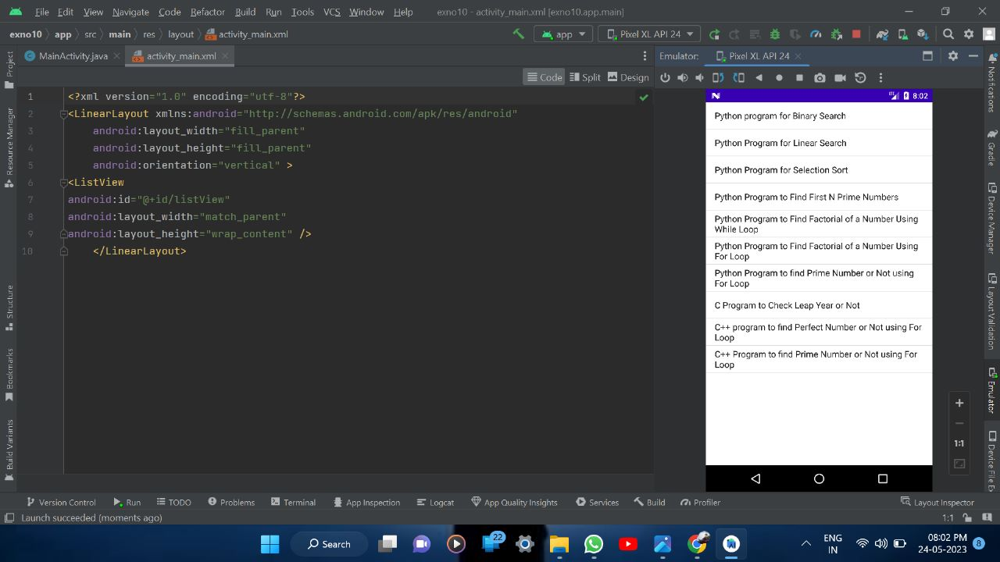 File Edit View Navigate Code Refactor Build Run Tools VCS Window Help exno10 - activity_main.xml [exno10.app.main]
exno10 app src main res layout activity_main.xml app Pixel XL API 24
MainActivity.java activity_main.xml Emulator: Pixel XL API 24
Code Split Design
1 <?xml version="1.0" encoding="utf-8"?>
2 <LinearLayout xmlns:android="http://schemas.android.com/apk/res/android"
3 android:layout_width="fill_parent"
4 android:layout_height="fill_parent"
5 android:orientation="vertical" >
6 <ListView
7 android:id="@+id/listView"
8 android:layout_width="match_parent"
9 android:layout_height="wrap_content" />
10 </LinearLayout>
8:02
Python program for Binary Search
Python Program for Linear Search
Python Program for Selection Sort
Python Program to Find First N Prime Numbers
Python Program to Find Factorial of a Number Using
While Loop
Python Program to Find Factorial of a Number Using
For Loop
Python Program to find Prime Number or Not using
For Loop
C Program to Check Leap Year or Not
C++ program to find Perfect Number or Not using For
Loop
C++ Program to find Prime Number or Not using For
Loop
1:1
Project
Resource Manager
Structure
Bookmarks
Build Variants
Notifications
Gradle
Device Manager
Layout Validation
Emulator
Device File Ex
Version Control Run TODO Problems Terminal App Inspection Logcat App Quality Insights Services Build Profiler Layout Inspector
Launch succeeded (moments ago) 1:1
Search 22 ENG 08:02 PM
IN 24-05-2023 8